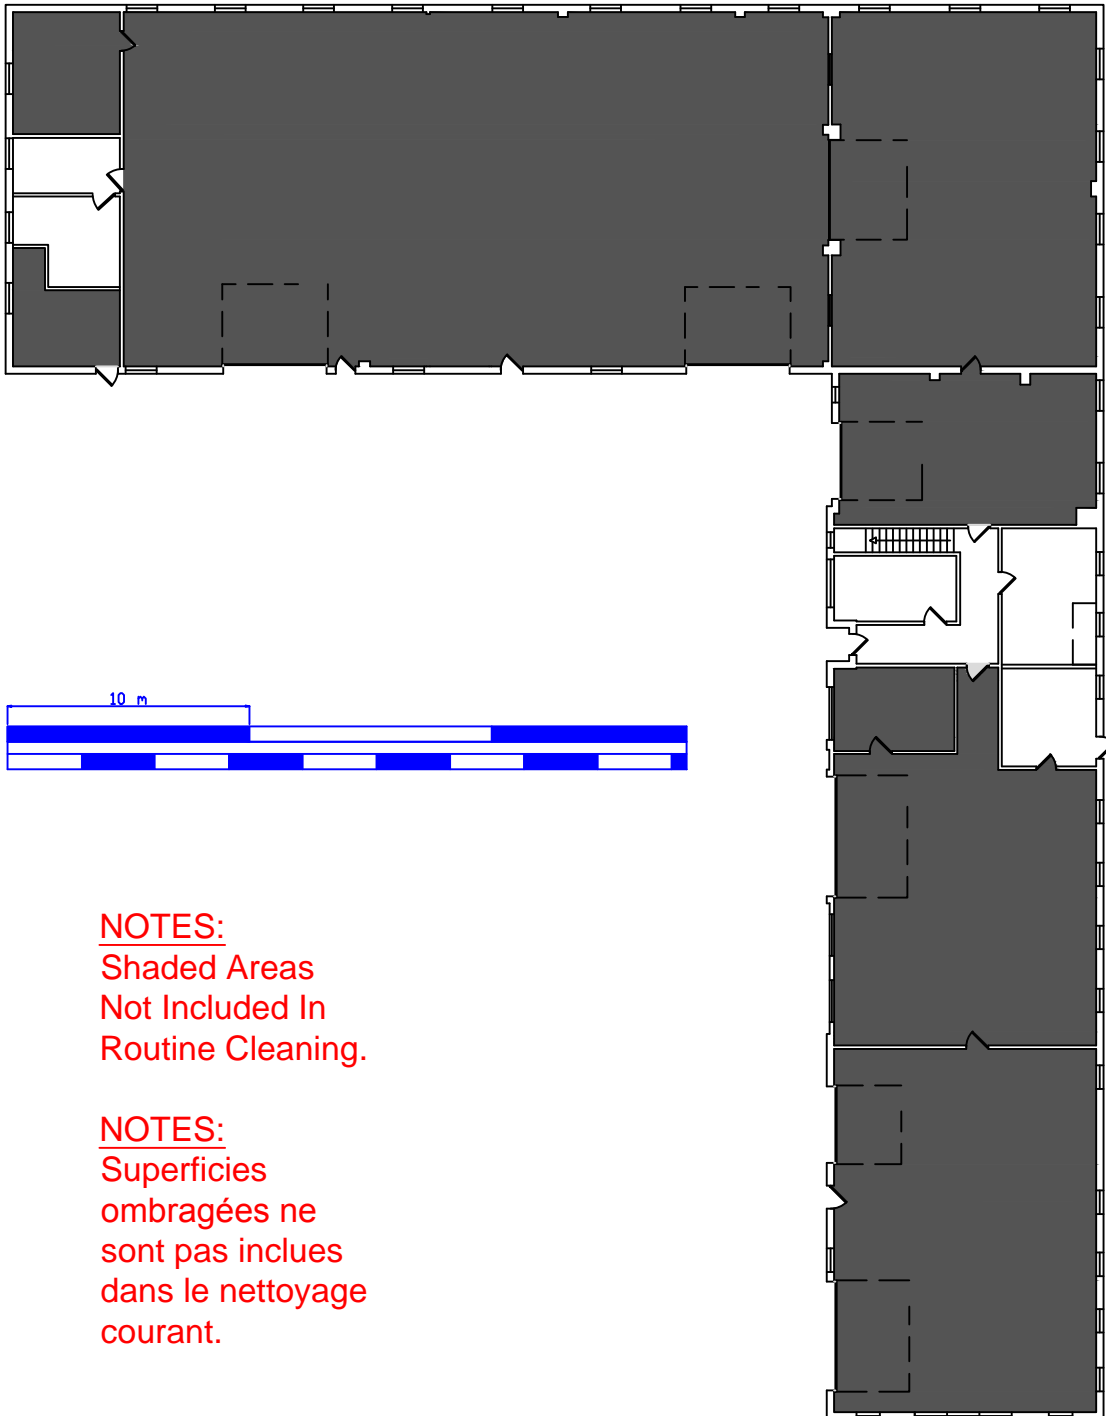 10 m
NOTES:
Shaded Areas
Not Included In
Routine Cleaning.
NOTES:
Superficies
ombragées ne
sont pas inclues
dans le nettoyage
courant.